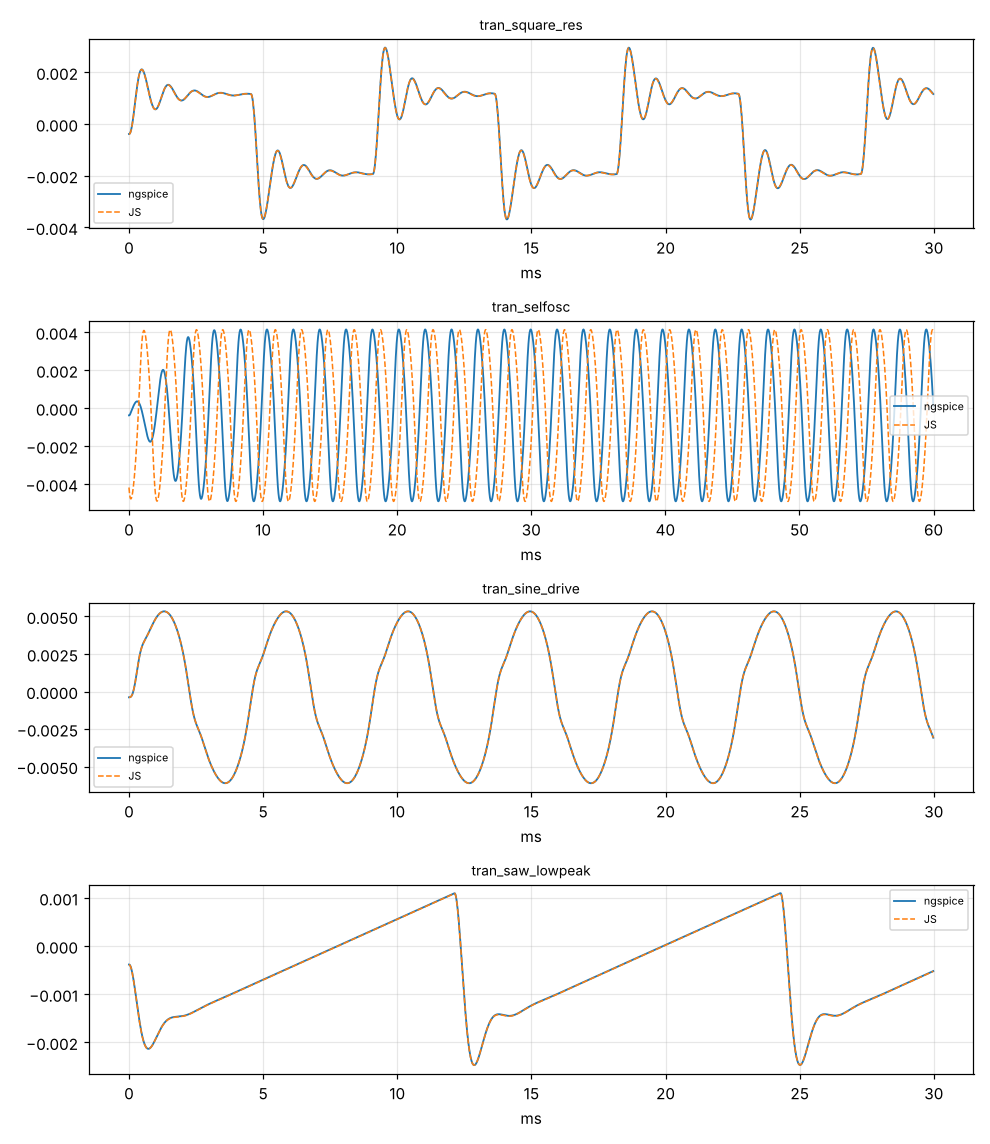 tran_square_res
0.002
0.000
−0.002
−0.004
ngspice
JS
0 5 10 15 20 25 30
ms
tran_selfosc
0.004
0.002
0.000
−0.002
−0.004
ngspice
JS
0 10 20 30 40 50 60
ms
tran_sine_drive
0.0050
0.0025
0.0000
−0.0025
−0.0050
ngspice
JS
0 5 10 15 20 25 30
ms
tran_saw_lowpeak
0.001
0.000
−0.001
−0.002
ngspice
JS
0 5 10 15 20 25 30
ms